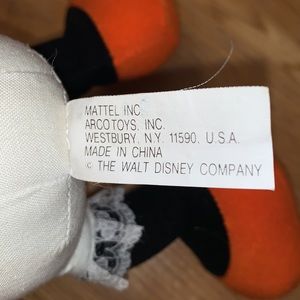 MATTEL INC.
ARCOTOYS, INC.
WESTBURY, N.Y. 11590, U.S.A.
MADE IN CHINA
© THE WALT DISNEY COMPANY